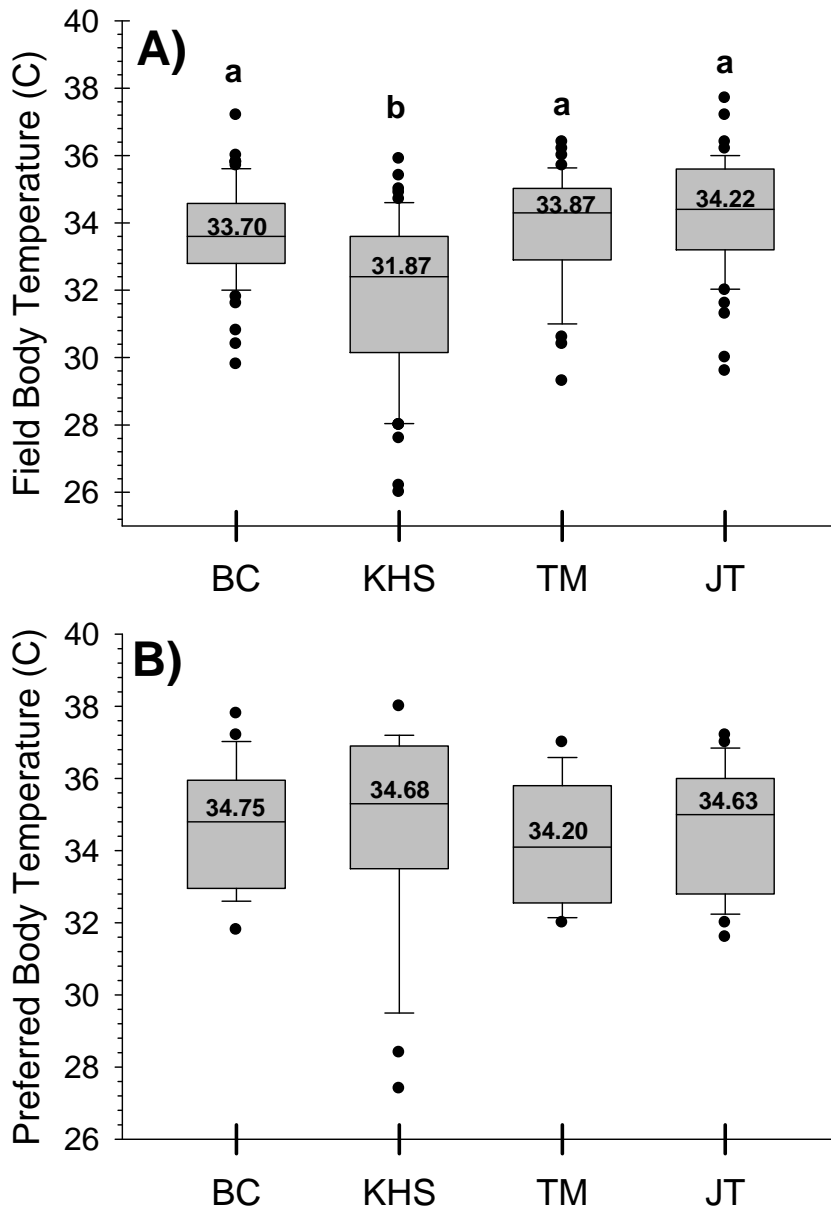 A)
Field Body Temperature (C)
40
38
36
34
32
30
28
26
a
b
a
a
33.70
31.87
33.87
34.22
BC KHS TM JT
B)
Preferred Body Temperature (C)
40
38
36
34
32
30
28
26
34.75
34.68
34.20
34.63
BC KHS TM JT